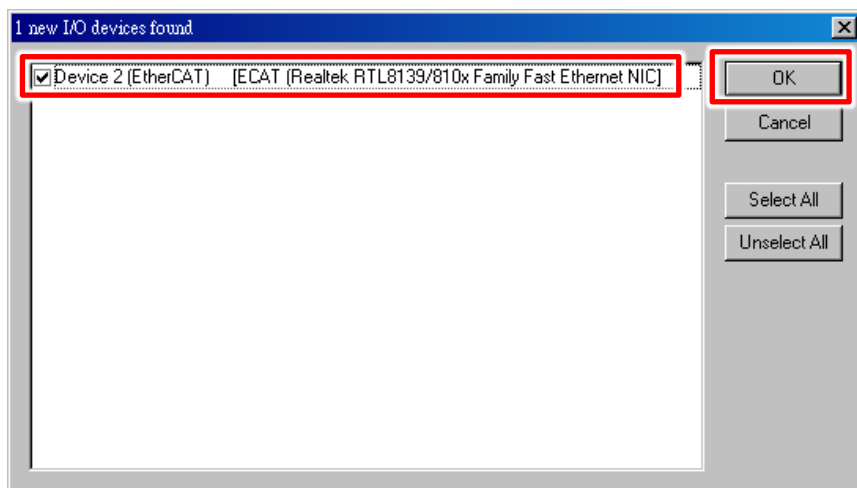 1 new I/O devices found
Device 2 (EtherCAT) [ECAT (Realtek RTL8139/810x Family Fast Ethernet NIC]
OK
Cancel
Select All
Unselect All